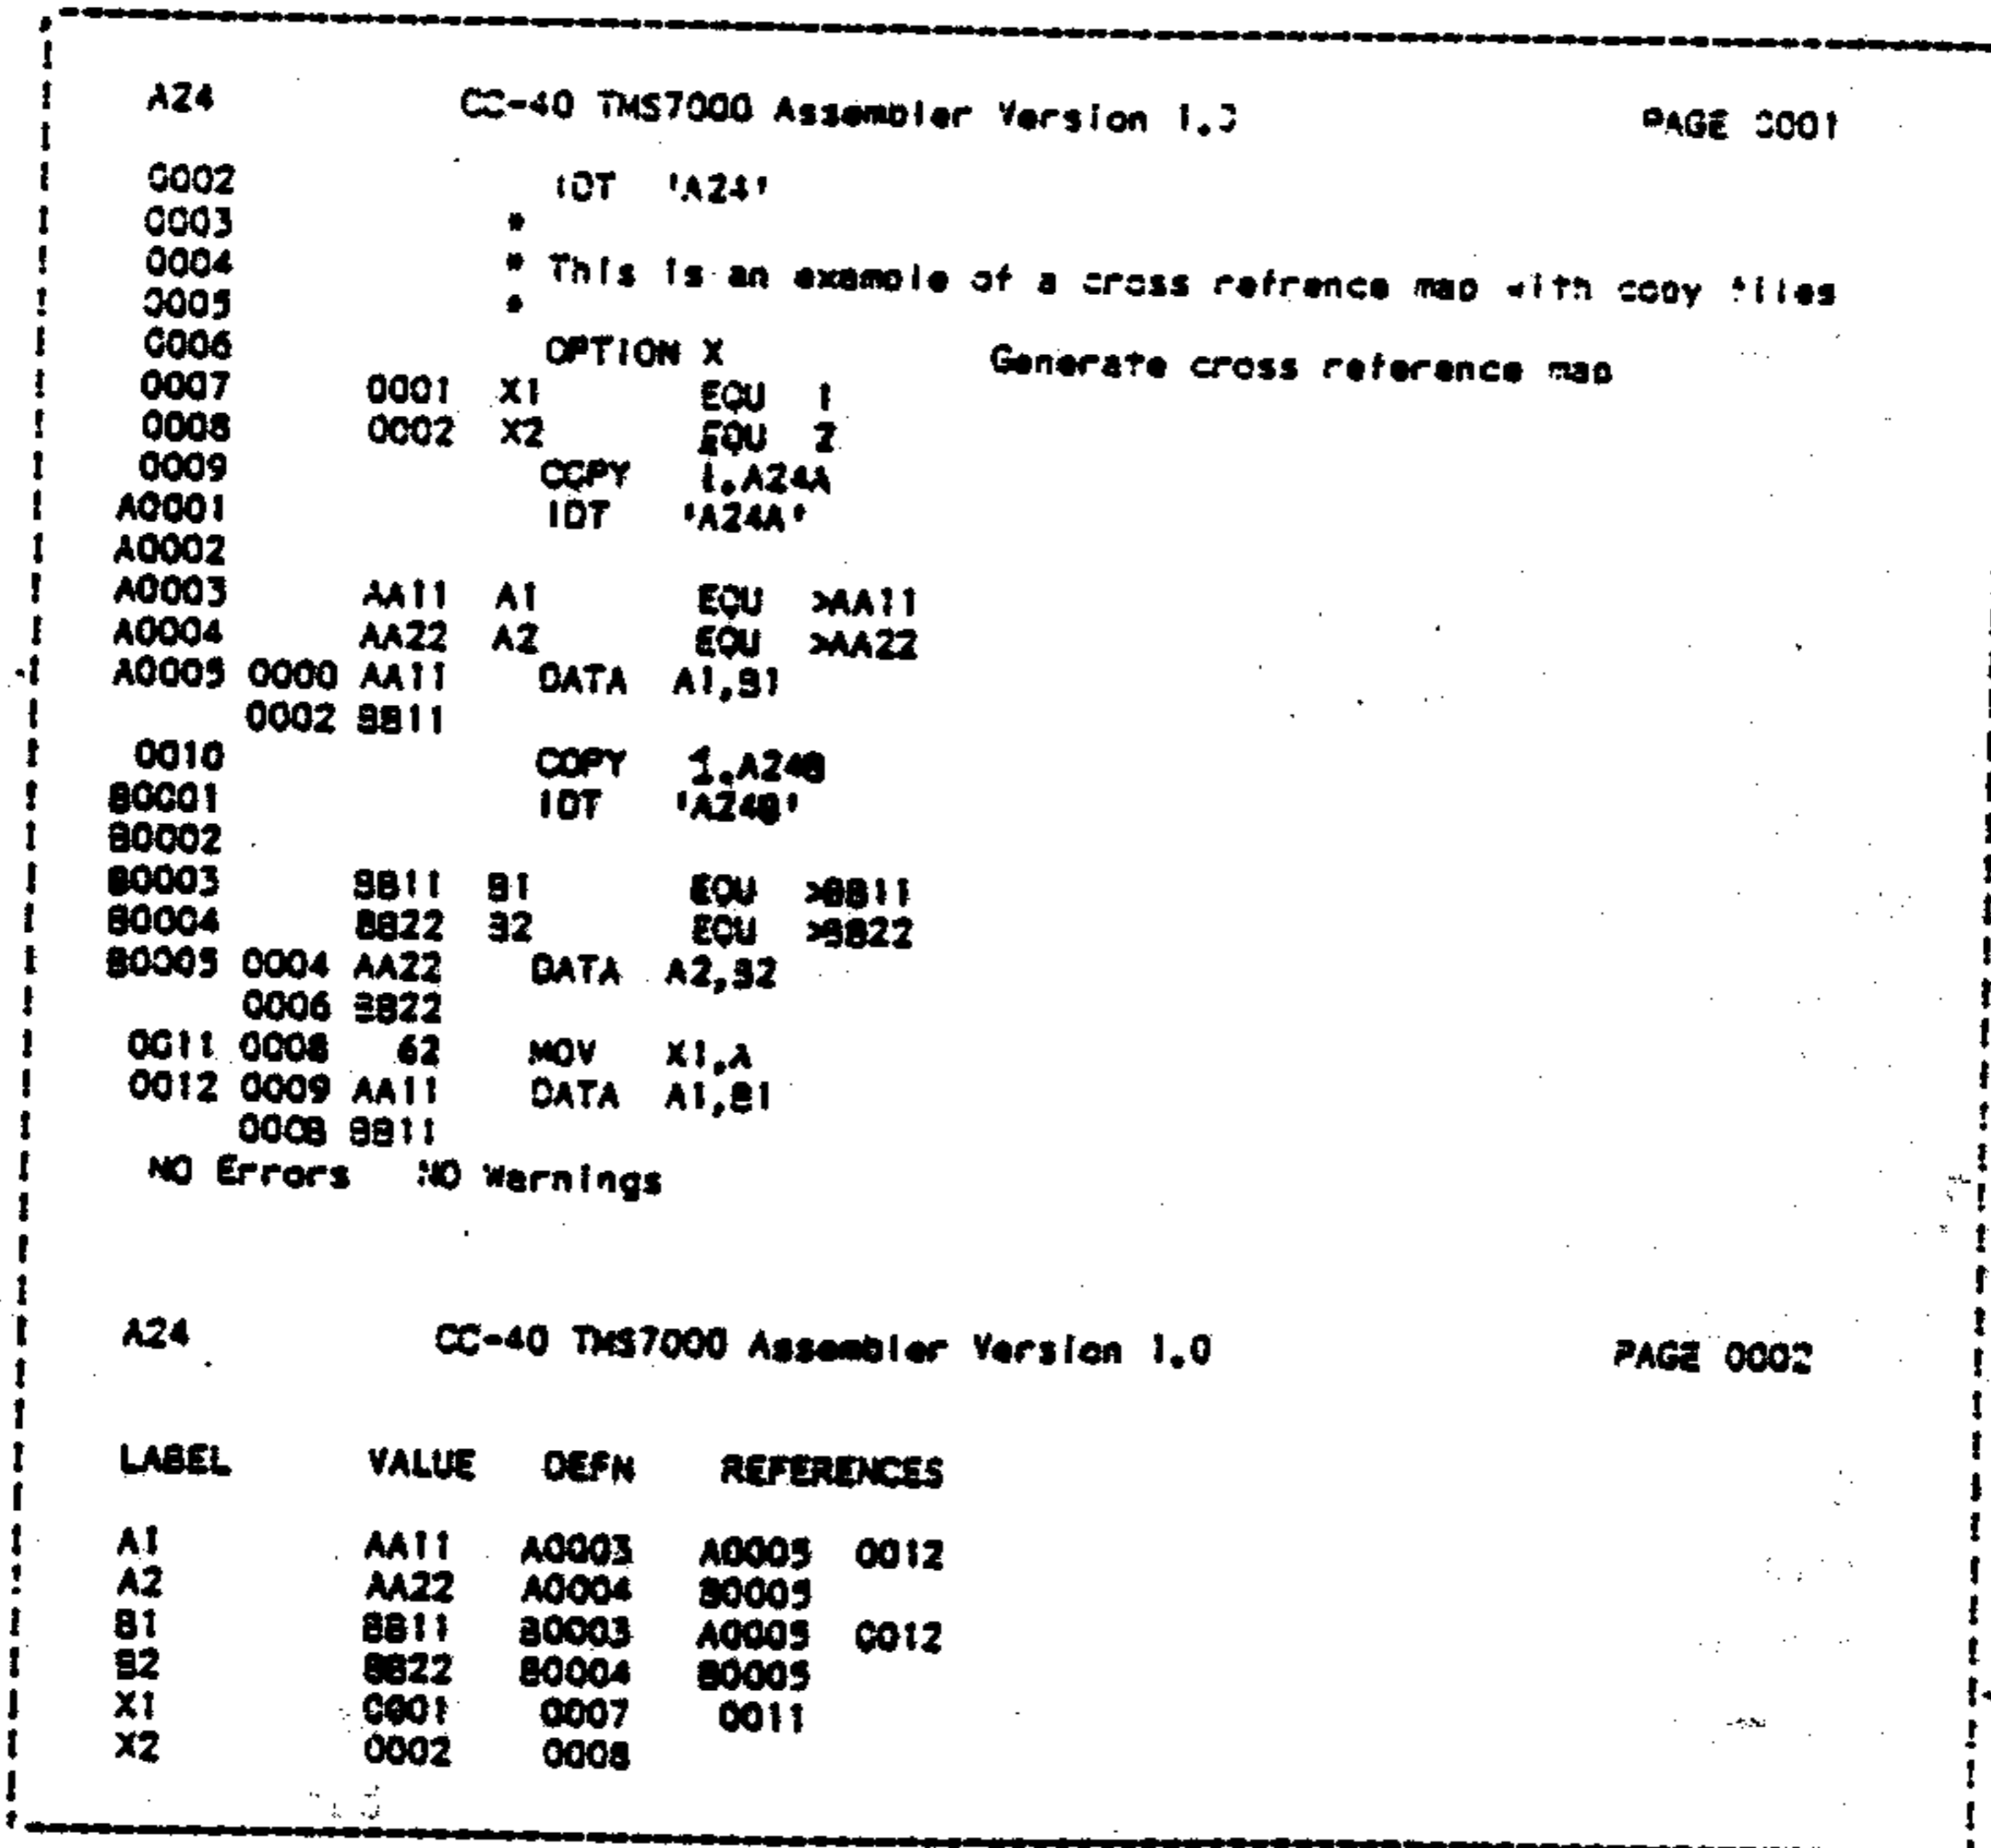 A24 CC-40 TMS7000 Assembler Version 1.0 PAGE 0001
0002 IDT 'A24'
0003 *
0004 * This is an example of a cross refrence map with copy files
0005 *
0006 OPTION X Generate cross reference map
0007 0001 X1 EQU 1
0008 0002 X2 EQU 2
0009 COPY 1.A24A
A0001 IDT 'A24A'
A0002
A0003 AA11 A1 EQU >AA11
A0004 AA22 A2 EQU >AA22
A0005 0000 AA11 DATA A1,B1
0002 BB11
0010 COPY 1.A24B
B0001 IDT 'A24B'
B0002
B0003 BB11 B1 EQU >BB11
B0004 BB22 B2 EQU >BB22
B0005 0004 AA22 DATA A2,B2
0006 BB22
0011 0008 62 MOV X1,A
0012 0009 AA11 DATA A1,B1
000B BB11
NO Errors NO Warnings
A24 CC-40 TMS7000 Assembler Version 1.0 PAGE 0002
LABEL VALUE DEFN REFERENCES
A1 AA11 A0003 A0005 0012
A2 AA22 A0004 B0005
B1 BB11 B0003 A0005 0012
B2 BB22 B0004 B0005
X1 0001 0007 0011
X2 0002 0008